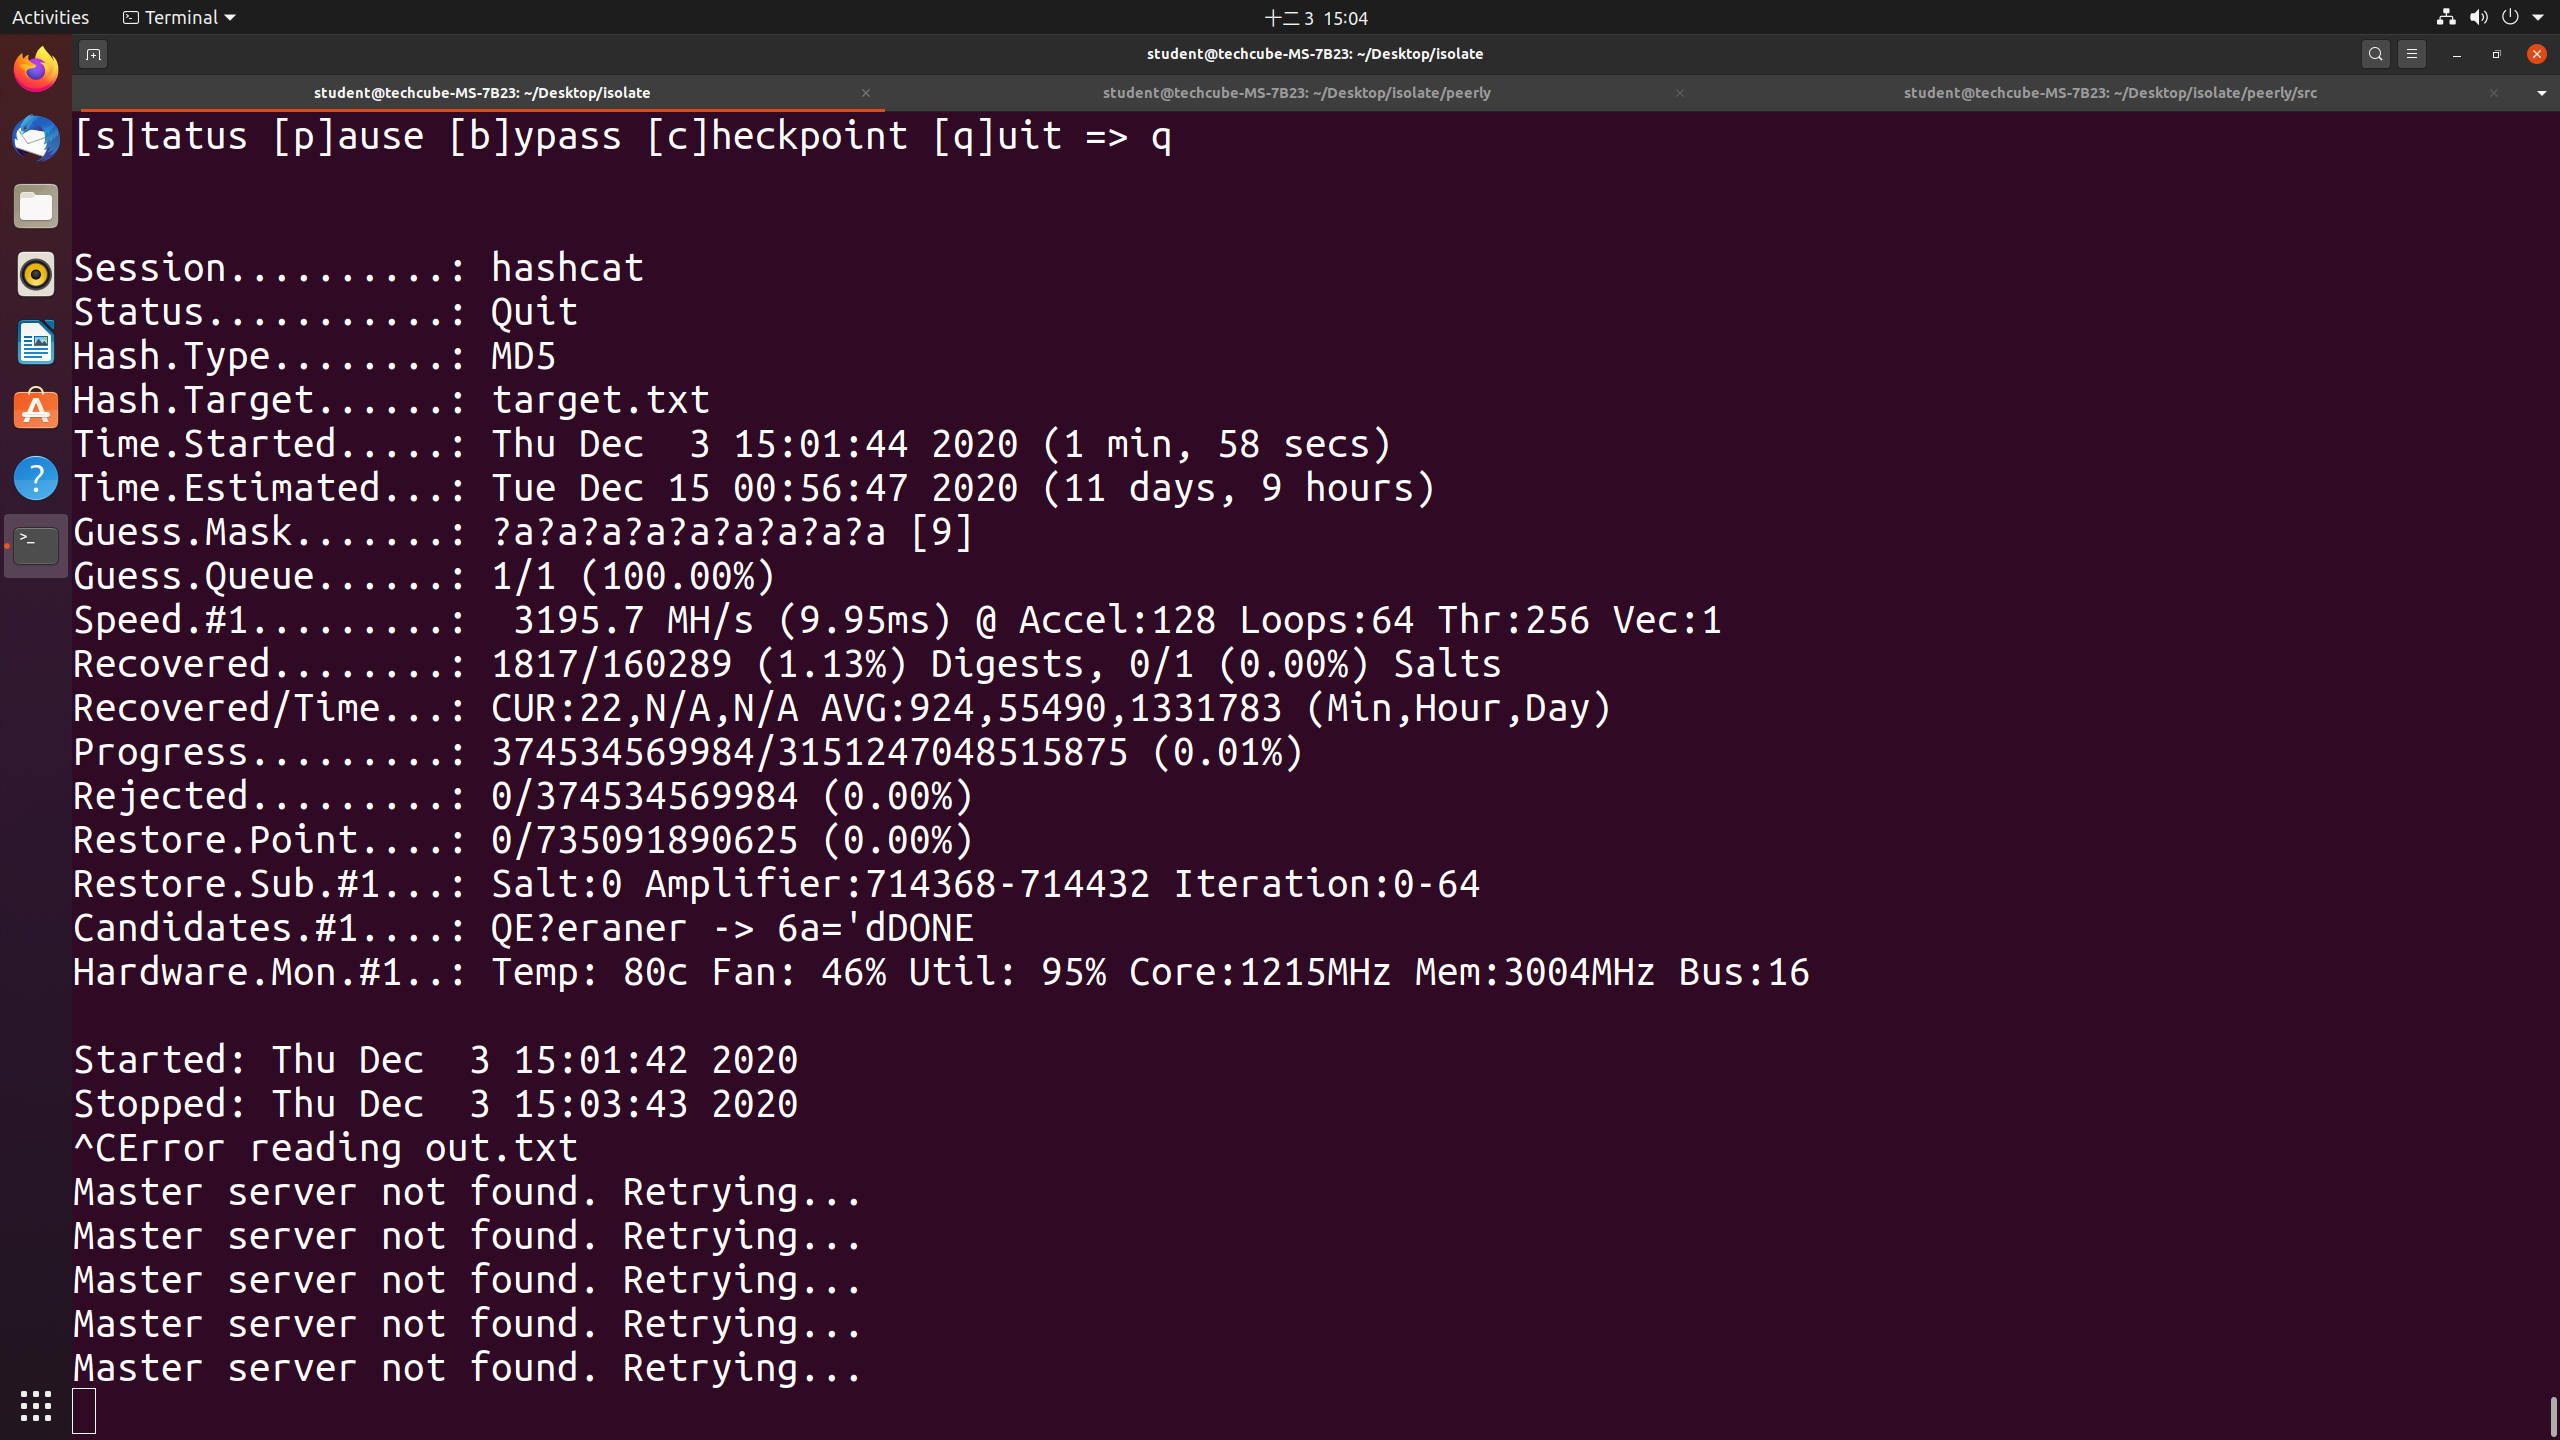 Activities
Terminal
十二 3 15:04
student@techcube-MS-7B23: ~/Desktop/isolate
student@techcube-MS-7B23: ~/Desktop/isolate
student@techcube-MS-7B23: ~/Desktop/isolate/peerly
student@techcube-MS-7B23: ~/Desktop/isolate/peerly/src
[s]tatus [p]ause [b]ypass [c]heckpoint [q]uit => q
Session..........: hashcat
Status...........: Quit
Hash.Type........: MD5
Hash.Target......: target.txt
Time.Started.....: Thu Dec  3 15:01:44 2020 (1 min, 58 secs)
Time.Estimated...: Tue Dec 15 00:56:47 2020 (11 days, 9 hours)
Guess.Mask.......: ?a?a?a?a?a?a?a?a?a [9]
Guess.Queue......: 1/1 (100.00%)
Speed.#1.........:  3195.7 MH/s (9.95ms) @ Accel:128 Loops:64 Thr:256 Vec:1
Recovered........: 1817/160289 (1.13%) Digests, 0/1 (0.00%) Salts
Recovered/Time...: CUR:22,N/A,N/A AVG:924,55490,1331783 (Min,Hour,Day)
Progress.........: 374534569984/3151247048515875 (0.01%)
Rejected.........: 0/374534569984 (0.00%)
Restore.Point....: 0/735091890625 (0.00%)
Restore.Sub.#1...: Salt:0 Amplifier:714368-714432 Iteration:0-64
Candidates.#1....: QE?eraner -> 6a='dDONE
Hardware.Mon.#1..: Temp: 80c Fan: 46% Util: 95% Core:1215MHz Mem:3004MHz Bus:16
Started: Thu Dec  3 15:01:42 2020
Stopped: Thu Dec  3 15:03:43 2020
^CError reading out.txt
Master server not found. Retrying...
Master server not found. Retrying...
Master server not found. Retrying...
Master server not found. Retrying...
Master server not found. Retrying...